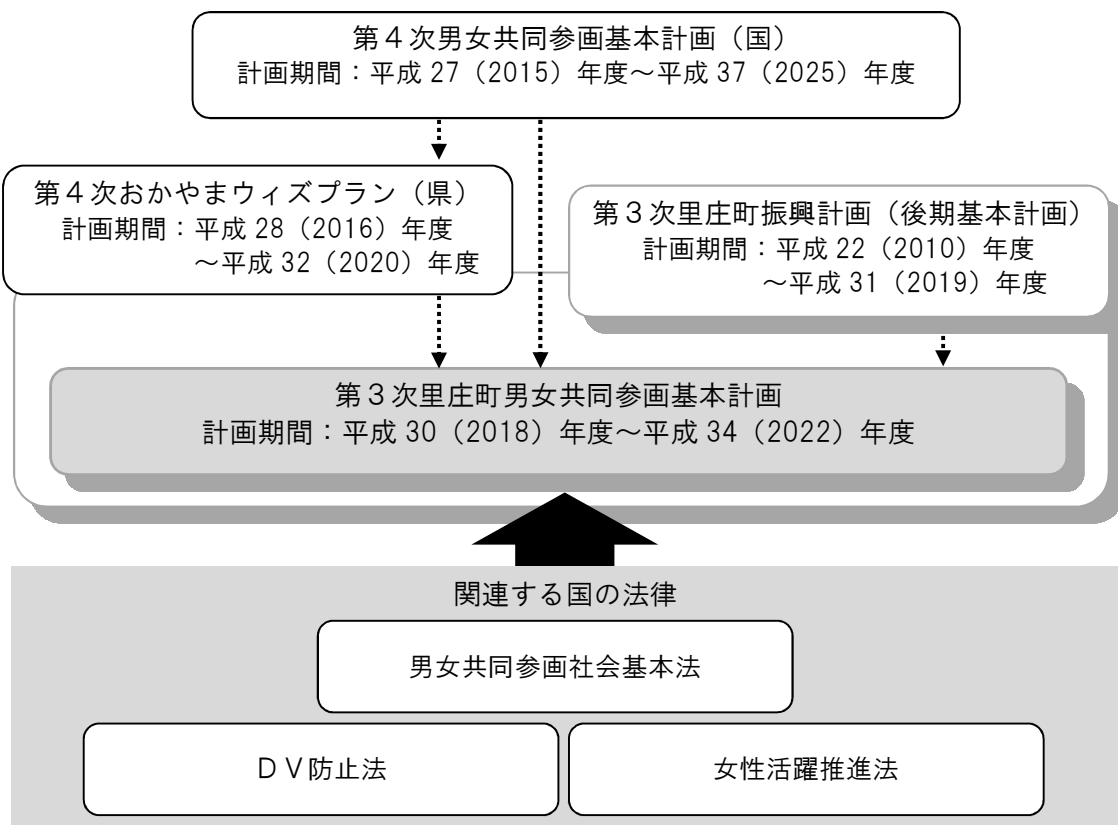 第４次男女共同参画基本計画（国）
計画期間：平成 27（2015）年度～平成 37（2025）年度
第４次おかやまウィズプラン（県）
計画期間：平成 28（2016）年度
～平成 32（2020）年度
第３次里庄町振興計画（後期基本計画）
計画期間：平成 22（2010）年度
～平成 31（2019）年度
第３次里庄町男女共同参画基本計画
計画期間：平成 30（2018）年度～平成 34（2022）年度
関連する国の法律
男女共同参画社会基本法
ＤＶ防止法
女性活躍推進法